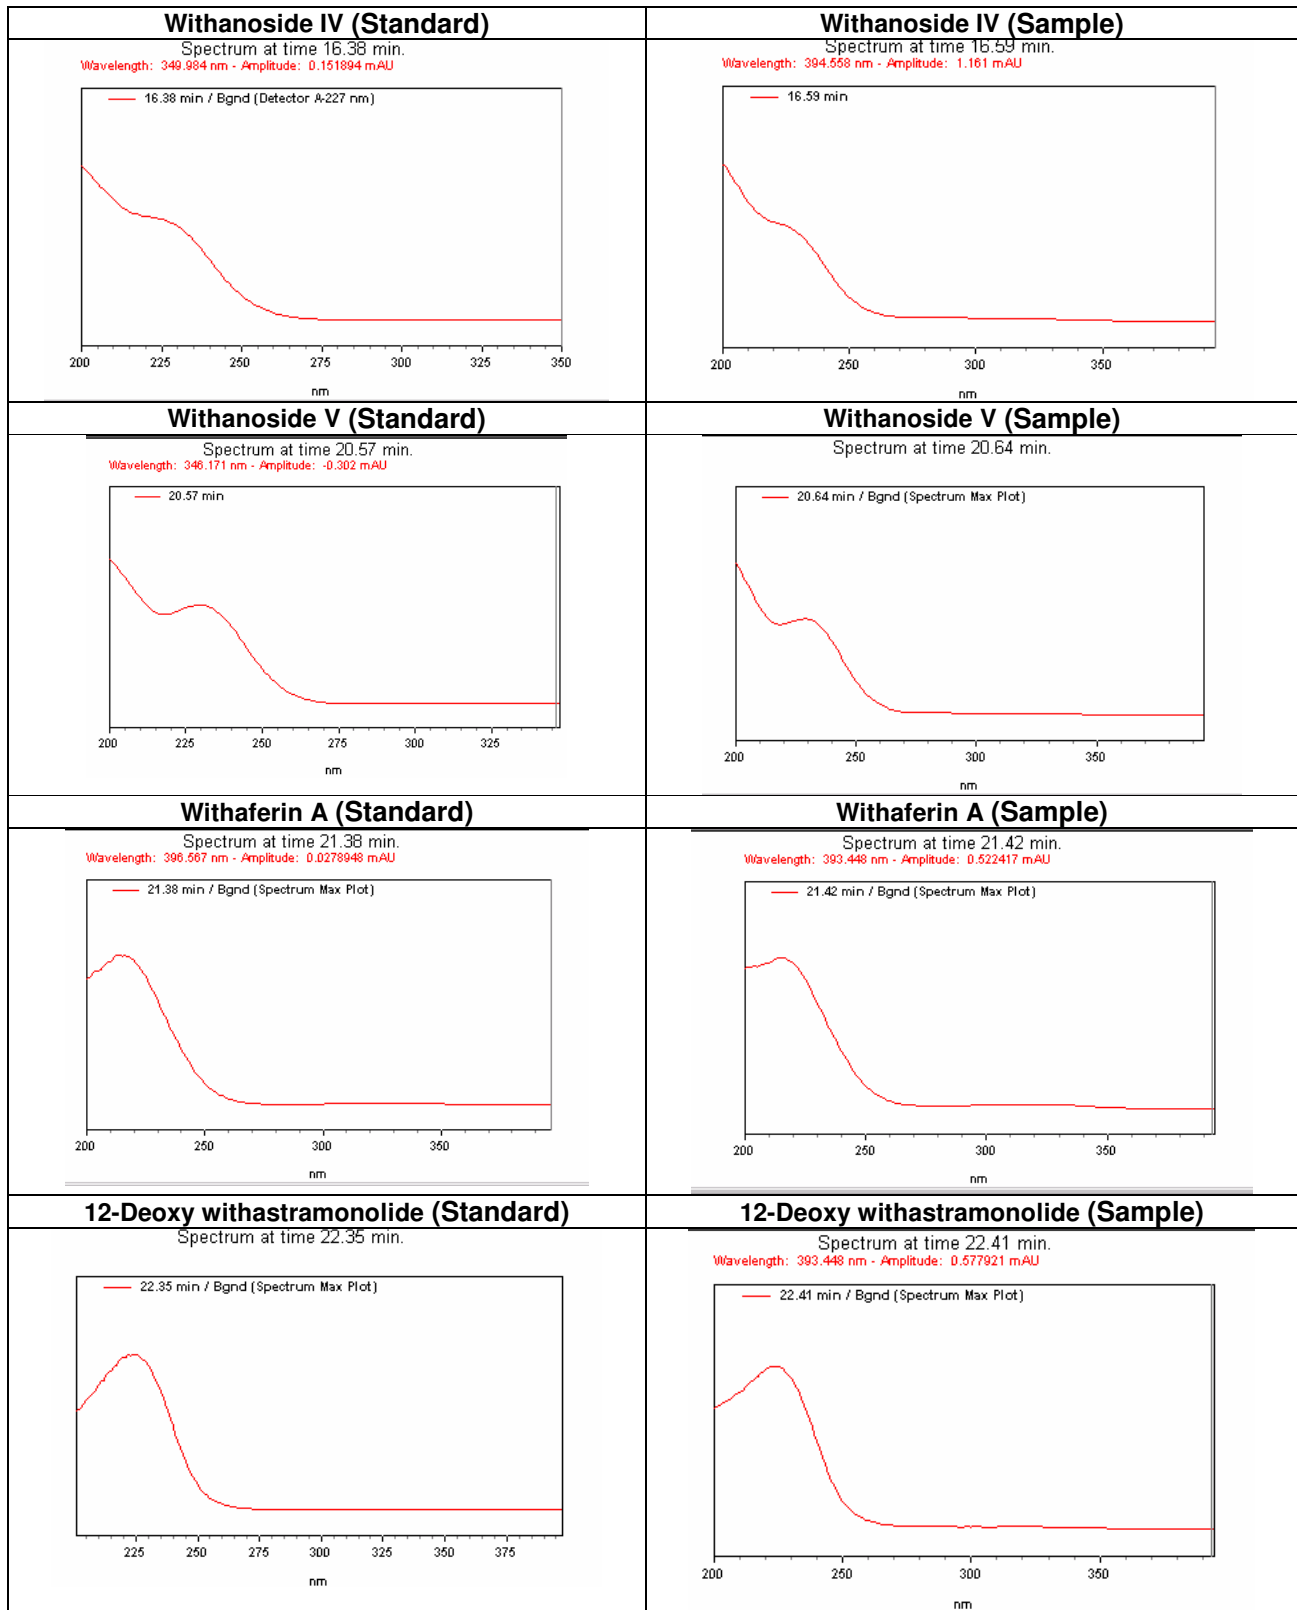 Withanoside IV (Standard)
Spectrum at time 16.38 min.
Wavelength: 349.984 nm - Amplitude: 0.151894 mAU
16.38 min / Bgnd (Detector A-227 nm)
200 225 250 275 300 325 350
nm
Withanoside IV (Sample)
Spectrum at time 16.59 min.
Wavelength: 394.558 nm - Amplitude: 1.161 mAU
16.59 min
200 250 300 350
nm
Withanoside V (Standard)
Spectrum at time 20.57 min.
Wavelength: 346.171 nm - Amplitude: -0.302 mAU
20.57 min
200 225 250 275 300 325
nm
Withanoside V (Sample)
Spectrum at time 20.64 min.
20.64 min / Bgnd (Spectrum Max Plot)
200 250 300 350
nm
Withaferin A (Standard)
Spectrum at time 21.38 min.
Wavelength: 396.567 nm - Amplitude: 0.0278948 mAU
21.38 min / Bgnd (Spectrum Max Plot)
200 250 300 350
nm
Withaferin A (Sample)
Spectrum at time 21.42 min.
Wavelength: 393.448 nm - Amplitude: 0.522417 mAU
21.42 min / Bgnd (Spectrum Max Plot)
200 250 300 350
nm
12-Deoxy withastramonolide (Standard)
Spectrum at time 22.35 min.
22.35 min / Bgnd (Spectrum Max Plot)
225 250 275 300 325 350 375
nm
12-Deoxy withastramonolide (Sample)
Spectrum at time 22.41 min.
Wavelength: 393.448 nm - Amplitude: 0.577921 mAU
22.41 min / Bgnd (Spectrum Max Plot)
200 250 300 350
nm